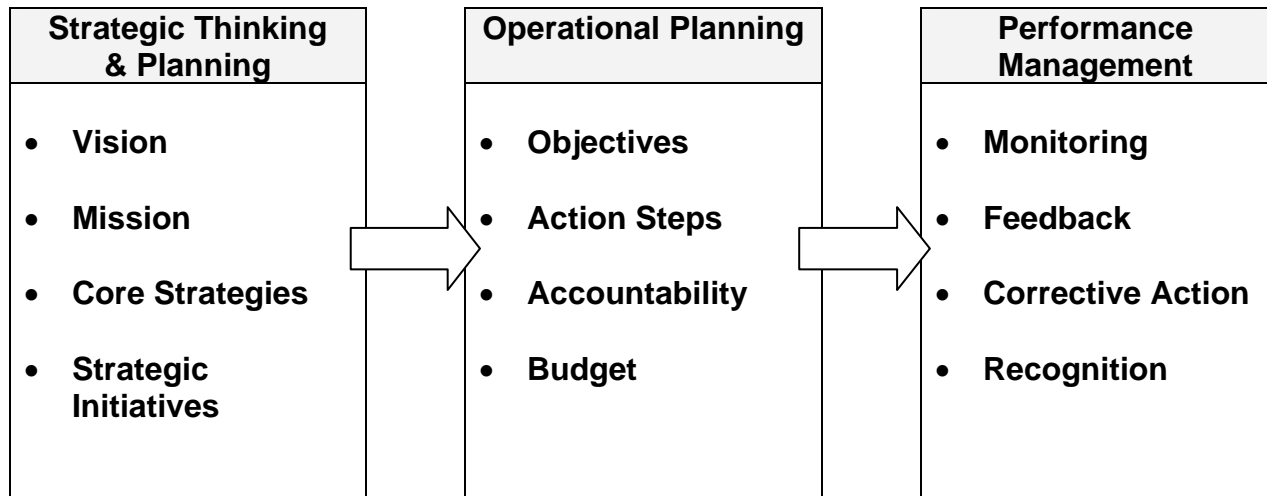 Strategic Thinking
& Planning
• Vision
• Mission
• Core Strategies
• Strategic
Initiatives
Operational Planning
• Objectives
• Action Steps
• Accountability
• Budget
Performance
Management
• Monitoring
• Feedback
• Corrective Action
• Recognition